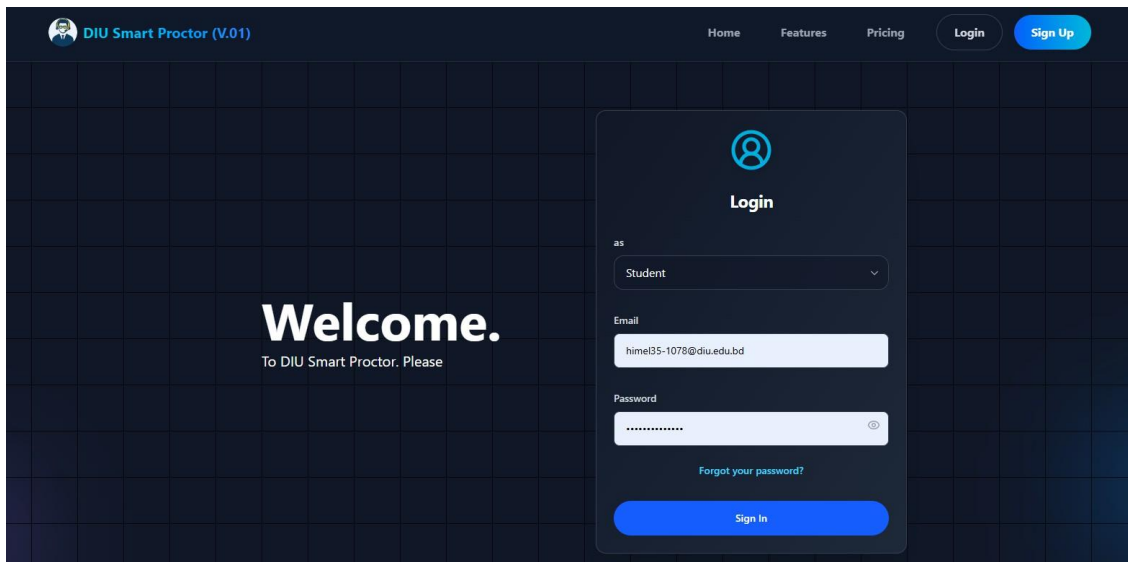 DIU Smart Proctor (V.01)
Home Features Pricing Login Sign Up
Welcome.
To DIU Smart Proctor. Please
Login
as
Student
Email
himel35-1078@diu.edu.bd
Password
••••••••••••••
Forgot your password?
Sign In